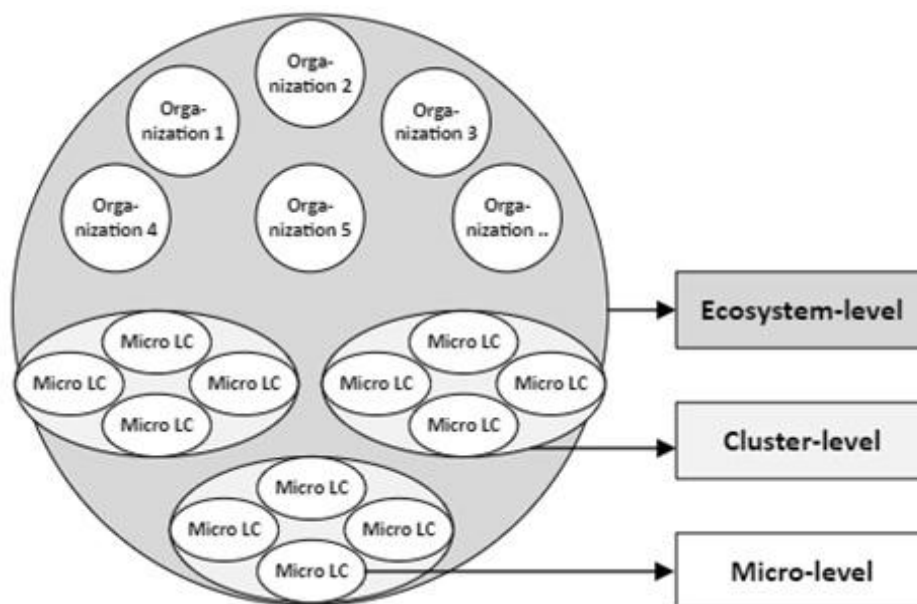 Orga-
nization 2
Orga-
nization 1
Orga-
nization 3
Orga-
nization 4
Orga-
nization 5
Orga-
nization ..
Ecosystem-level
Micro LC
Micro LC
Micro LC
Micro LC
Micro LC
Micro LC
Micro LC
Micro LC
Cluster-level
Micro LC
Micro LC
Micro LC
Micro LC
Micro-level